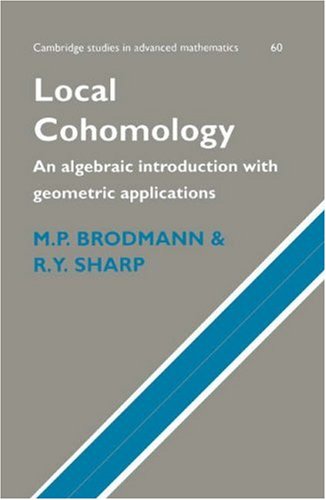 Cambridge studies in advanced mathematics 60
Local
Cohomology
An algebraic introduction with
geometric applications
M.P. BRODMANN &
R.Y. SHARP